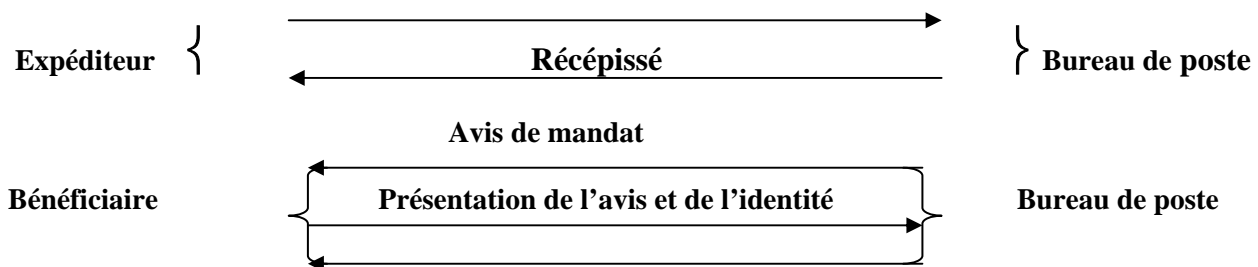 Expéditeur Récépissé Bureau de poste
Avis de mandat
Bénéficiaire Présentation de l’avis et de l’identité Bureau de poste